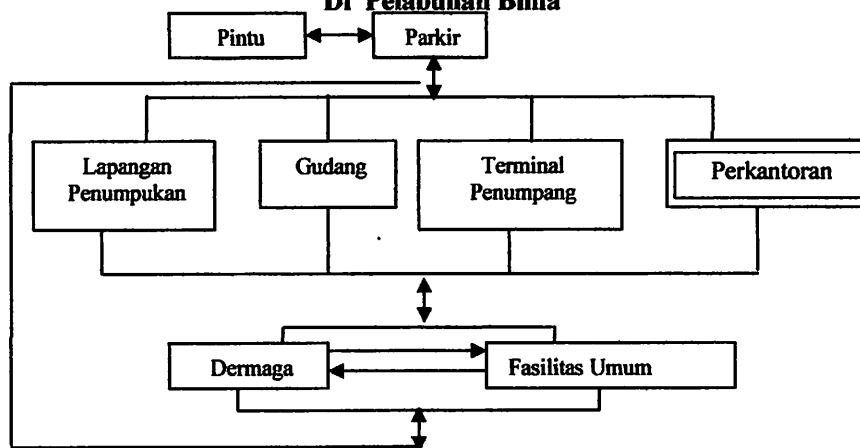 Di Pelabuhan Bima
Pintu
Parkir
Lapangan
Penumpukan
Gudang
Terminal
Penumpang
Perkantoran
Dermaga
Fasilitas Umum